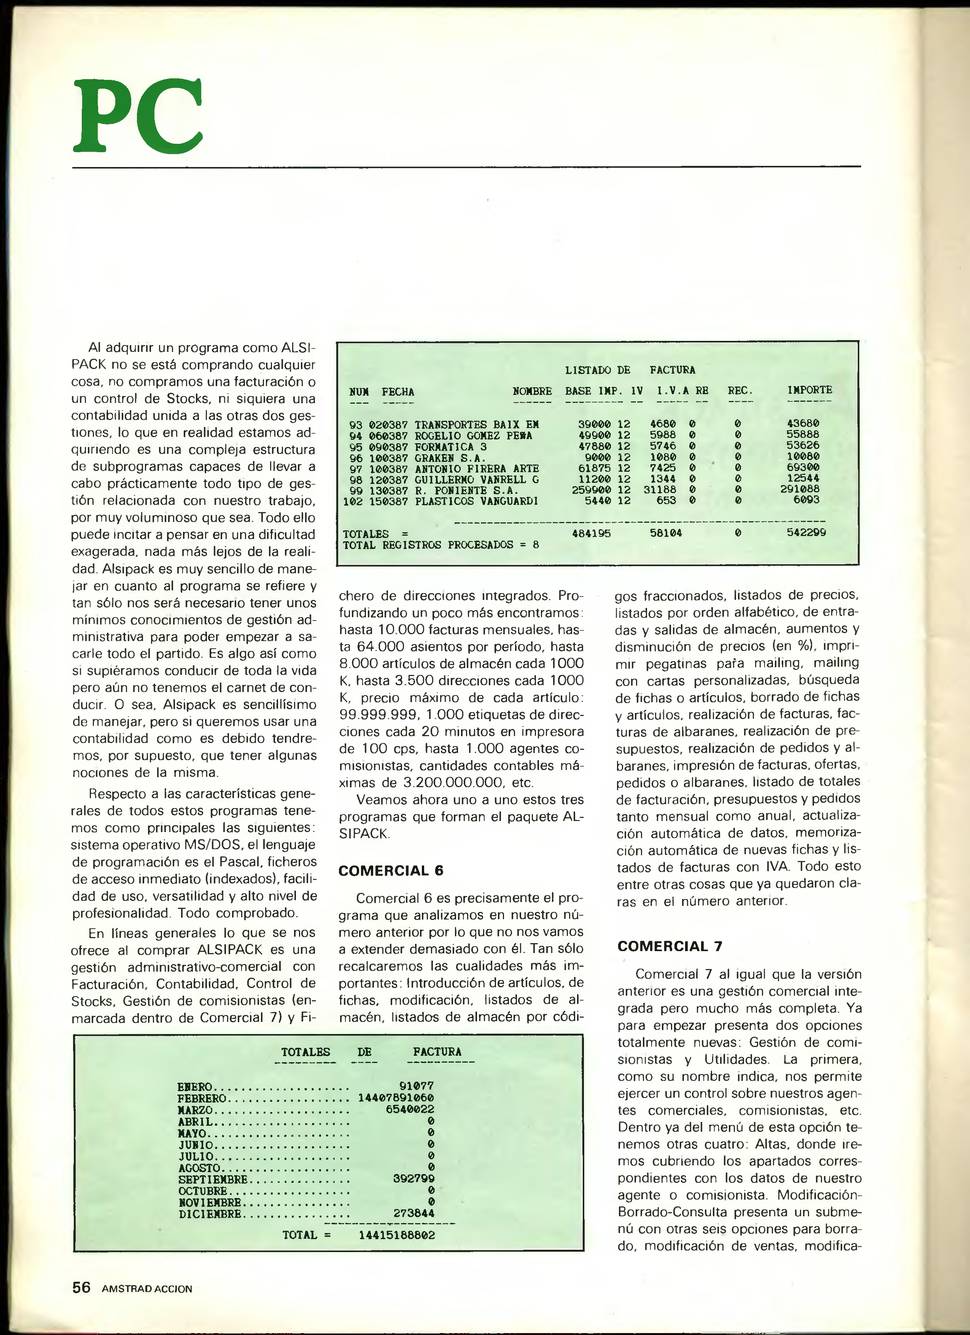 PC
Al adquirir un programa como ALSI-
PACK no se está comprando cualquier
cosa, no compramos una facturación o
un control de Stocks, ni siquiera una
contabilidad unida a las otras dos ges-
tiones, lo que en realidad estamos ad-
quiriendo es una compleja estructura
de subprogramas capaces de llevar a
cabo prácticamente todo tipo de ges-
tión relacionada con nuestro trabajo,
por muy voluminoso que sea. Todo ello
puede incitar a pensar en una dificultad
exagerada, nada más lejos de la reali-
dad. Alsipack es muy sencillo de mane-
jar en cuanto al programa se refiere y
tan sólo nos será necesario tener unos
mínimos conocimientos de gestión ad-
ministrativa para poder empezar a sa-
carle todo el partido. Es algo así como
si supiéramos conducir de toda la vida
pero aún no tenemos el carnet de con-
ducir. O sea, Alsipack es sencillísimo
de manejar, pero si queremos usar una
contabilidad como es debido tendre-
mos, por supuesto, que tener algunas
nociones de la misma.
Respecto a las características gene-
rales de todos estos programas tene-
mos como principales las siguientes:
sistema operativo MS/DOS, el lenguaje
de programación es el Pascal, ficheros
de acceso inmediato (indexados), facili-
dad de uso, versatilidad y alto nivel de
profesionalidad. Todo comprobado.
En líneas generales lo que se nos
ofrece al comprar ALSIPACK es una
gestión administrativo-comercial con
Facturación, Contabilidad, Control de
Stocks, Gestión de comisionistas (en-
marcada dentro de Comercial 7) y Fi-
LISTADO DE FACTURA
NUM FECHA NOMBRE BASE IMP. IV I.V.A RE REC. IMPORTE
93 020387 TRANSPORTES BAIX EM 39000 12 4680 0 0 43680
94 060387 ROGELIO GOMEZ PEÑA 49900 12 5988 0 0 55888
95 090387 FORMATICA 3 47880 12 5746 0 0 53626
96 100387 GRAKEN S.A. 9000 12 1080 0 0 10080
97 100387 ANTONIO PIRERA ARTE 61875 12 7425 0 0 69300
98 120387 GUILLERMO VANRELL G 11200 12 1344 0 0 12544
99 130387 R. PONIENTE S.A. 259900 12 31188 0 0 291088
102 150387 PLASTICOS VANGUARDI 5440 12 653 0 0 6093
TOTALES = 484195 58104 0 542299
TOTAL REGISTROS PROCESADOS = 8
chero de direcciones integrados. Pro-
fundizando un poco más encontramos:
hasta 10.000 facturas mensuales, has-
ta 64.000 asientos por período, hasta
8.000 artículos de almacén cada 1000
K, hasta 3.500 direcciones cada 1000
K, precio máximo de cada artículo:
99.999.999, 1.000 etiquetas de direc-
ciones cada 20 minutos en impresora
de 100 cps, hasta 1.000 agentes co-
misionistas, cantidades contables má-
ximas de 3.200.000.000, etc.
Veamos ahora uno a uno estos tres
programas que forman el paquete AL-
SIPACK.
COMERCIAL 6
Comercial 6 es precisamente el pro-
grama que analizamos en nuestro nú-
mero anterior por lo que no nos vamos
a extender demasiado con él. Tan sólo
recalcaremos las cualidades más im-
portantes: Introducción de artículos, de
fichas, modificación, listados de al-
macén, listados de almacén por códi-
gos fraccionados, listados de precios,
listados por orden alfabético, de entra-
das y salidas de almacén, aumentos y
disminución de precios (en %), impri-
mir pegatinas para mailing, mailing
con cartas personalizadas, búsqueda
de fichas o artículos, borrado de fichas
y artículos, realización de facturas, fac-
turas de albaranes, realización de pre-
supuestos, realización de pedidos y al-
baranes, impresión de facturas, ofertas,
pedidos o albaranes, listado de totales
de facturación, presupuestos y pedidos
tanto mensual como anual, actualiza-
ción automática de datos, memoriza-
ción automática de nuevas fichas y lis-
tados de facturas con IVA. Todo esto
entre otras cosas que ya quedaron cla-
ras en el número anterior.
COMERCIAL 7
Comercial 7 al igual que la versión
anterior es una gestión comercial inte-
grada pero mucho más completa. Ya
para empezar presenta dos opciones
totalmente nuevas: Gestión de comi-
sionistas y Utilidades. La primera,
como su nombre indica, nos permite
ejercer un control sobre nuestros agen-
tes comerciales, comisionistas, etc.
Dentro ya del menú de esta opción te-
nemos otras cuatro: Altas, donde ire-
mos cubriendo los apartados corres-
pondientes con los datos de nuestro
agente o comisionista. Modificación-
Borrado-Consulta presenta un subme-
nú con otras seis opciones para borra-
do, modificación de ventas, modifica-
TOTALES DE FACTURA
ENERO.................... 91077
FEBRERO.................. 14407891060
MARZO.................... 6540022
ABRIL.................... 0
MAYO..................... 0
JUNIO.................... 0
JULIO.................... 0
AGOSTO................... 0
SEPTIEMBRE............... 392799
OCTUBRE.................. 0
NOVIEMBRE................ 0
DICIEMBRE................ 273844
TOTAL = 14415188802
56 AMSTRAD ACCION